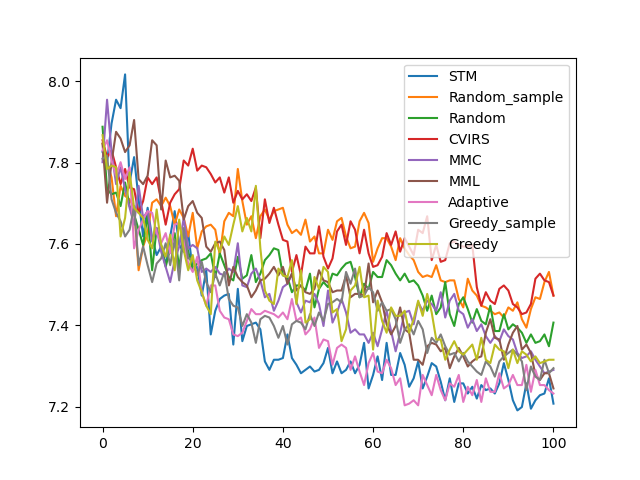 8.0
7.8
7.6
7.4
7.2
0
20
40
60
80
100
STM
Random_sample
Random
CVIRS
MMC
MML
Adaptive
Greedy_sample
Greedy